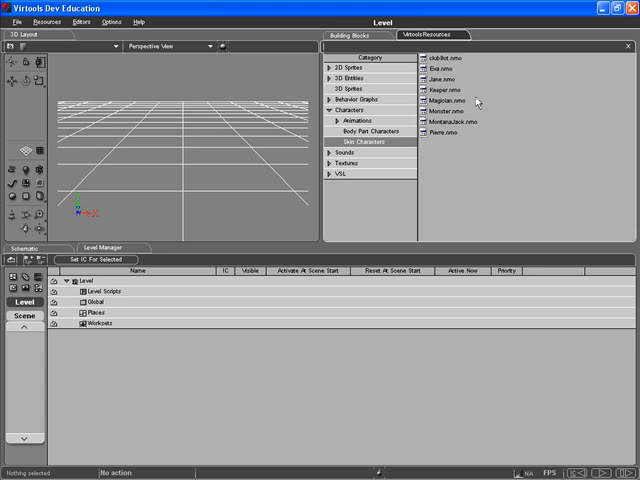 Virtools Dev Education
File Resources Editors Options Help
Level
3D Layout
Building Blocks
VirtoolsResources
Perspective View
Category
2D Sprites
3D Entities
3D Sprites
Behavior Graphs
Characters
Animations
Body Part Characters
Skin Characters
Sounds
Textures
VSL
clubBot.nmo
Eva.nmo
Jane.nmo
Keeper.nmo
Magician.nmo
Monster.nmo
MontanaJack.nmo
Pierre.nmo
X
Schematic
Level Manager
Set IC For Selected
Name IC Visible Activate At Scene Start Reset At Scene Start Active Now Priority
Level
Level Scripts
Global
Places
Worksets
Level
Scene
Nothing selected
No action
NA
FPS